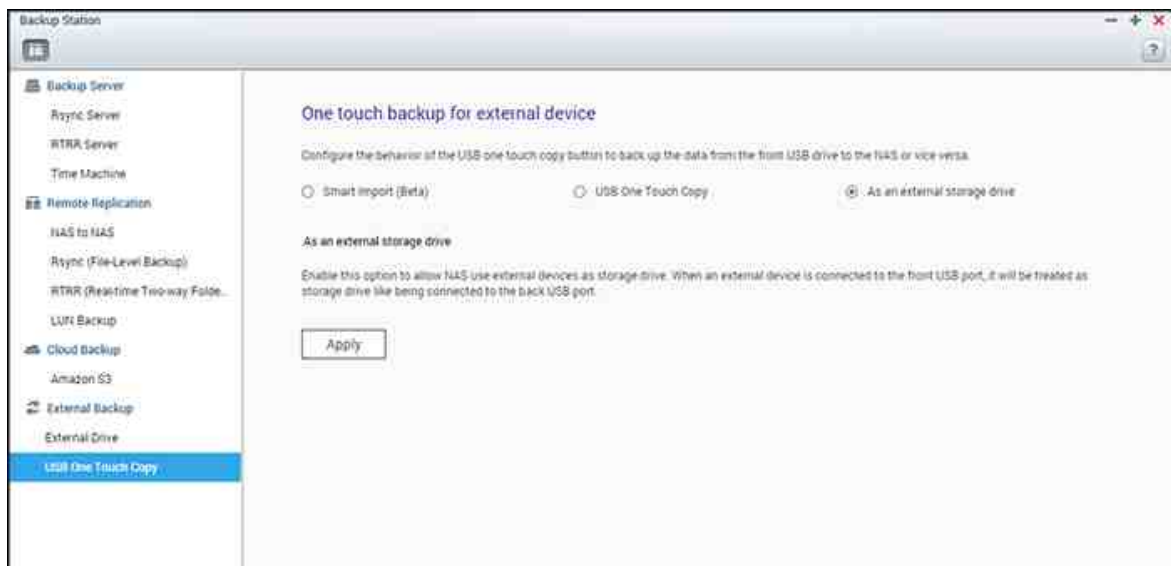 Backup Station
?
Backup Server
Rsync Server
RTRR Server
Time Machine
Remote Replication
NAS to NAS
Rsync (File-Level Backup)
RTRR (Real-time Two-way Folde...
LUN Backup
Cloud Backup
Amazon S3
External Backup
External Drive
USB One Touch Copy
One touch backup for external device
Configure the behavior of the USB one touch copy button to back up the data from the front USB drive to the NAS or vice versa.
Smart Import (Beta) USB One Touch Copy As an external storage drive
As an external storage drive
Enable this option to allow NAS use external devices as storage drive. When an external device is connected to the front USB port, it will be treated as
storage drive like being connected to the back USB port.
Apply